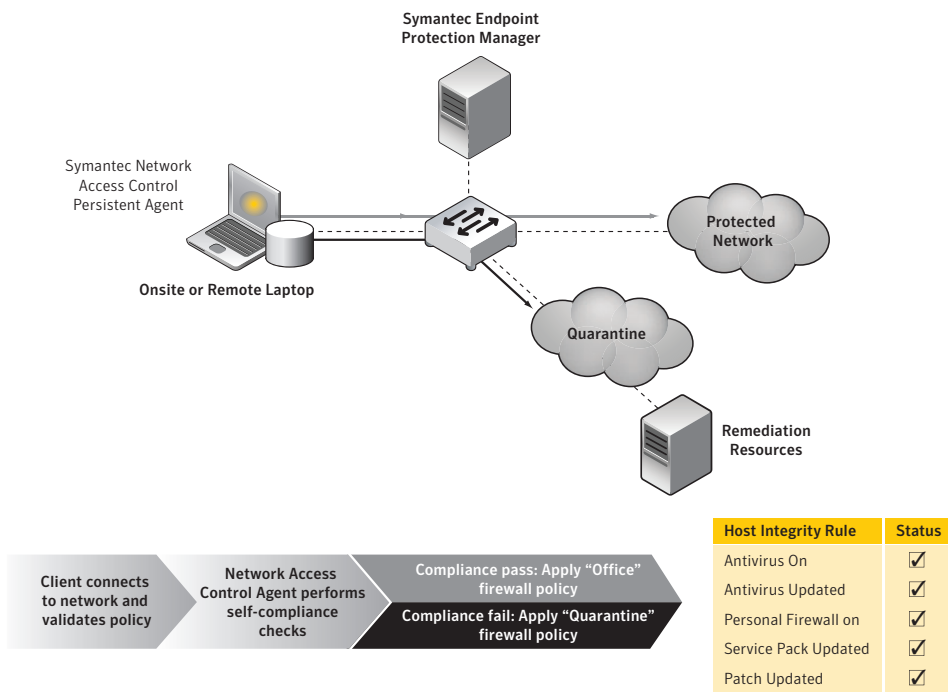 Symantec Endpoint
Protection Manager
Symantec Network
Access Control
Persistent Agent
Onsite or Remote Laptop
Protected
Network
Quarantine
Remediation
Resources
Client connects
to network and
validates policy
Network Access
Control Agent performs
self-compliance
checks
Compliance pass: Apply “Office”
firewall policy
Compliance fail: Apply “Quarantine”
firewall policy
Host Integrity Rule Status
Antivirus On
Antivirus Updated
Personal Firewall on
Service Pack Updated
Patch Updated